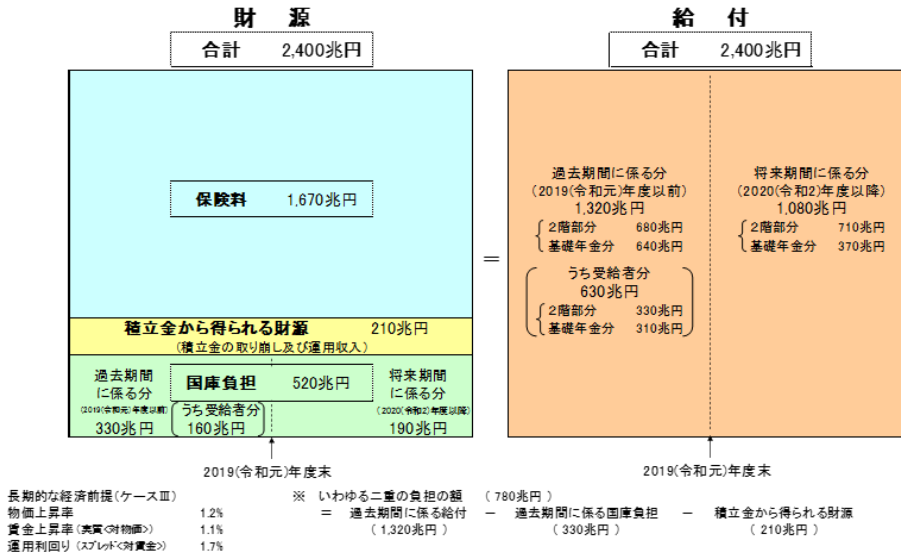 財　源
合計　2,400兆円
保険料　1,670兆円
積立金から得られる財源　210兆円
(積立金の取り崩し及び運用収入)
過去期間
に係る分
(2019(令和元)年度以前)
330兆円
国庫負担　520兆円
うち受給者分
160兆円
将来期間
に係る分
(2020(令和2)年度以降)
190兆円
2019(令和元)年度末
＝
給　付
合計　2,400兆円
過去期間に係る分
(2019(令和元)年度以前)
1,320兆円
2階部分　680兆円
基礎年金分　640兆円
うち受給者分
630兆円
2階部分　330兆円
基礎年金分　310兆円
将来期間に係る分
(2020(令和2)年度以降)
1,080兆円
2階部分　710兆円
基礎年金分　370兆円
2019(令和元)年度末
長期的な経済前提(ケースⅢ)
物価上昇率　1.2%
賃金上昇率(実質<対物価>)　1.1%
運用利回り(スプレッド<対賃金>)　1.7%
※　いわゆる二重の負担の額　(780兆円)
＝　過去期間に係る給付　－　過去期間に係る国庫負担　－　積立金から得られる財源
(1,320兆円)　(330兆円)　(210兆円)